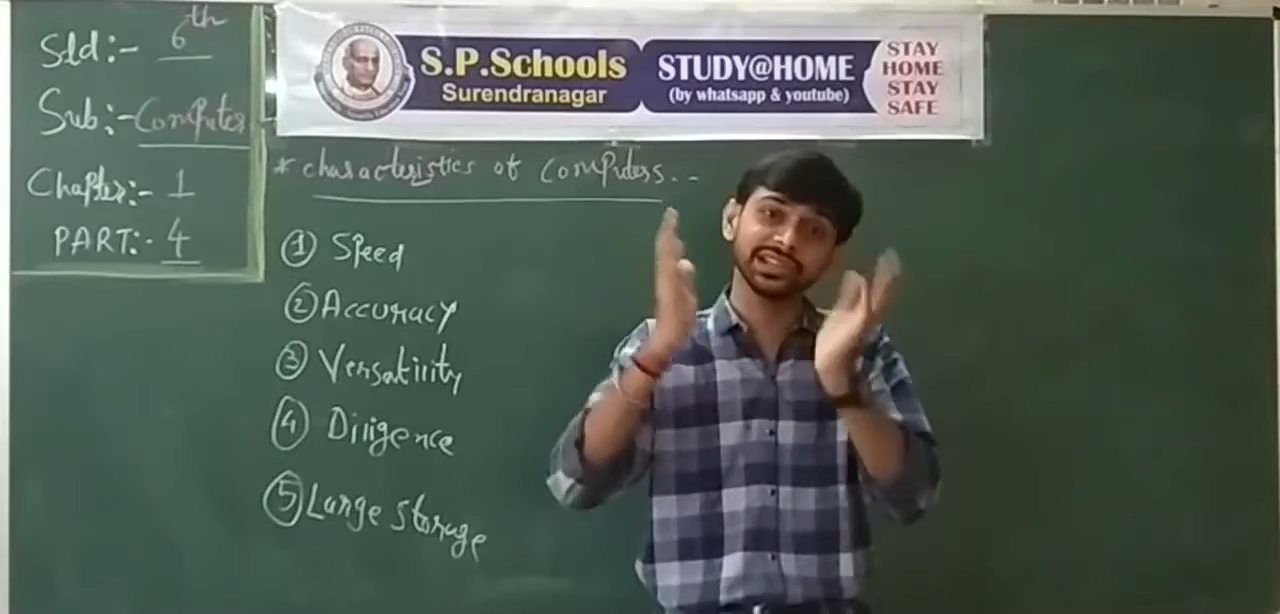 Std:- 6th
Sub:- Computer
Chapter:- 1
PART:- 4
S.P.Schools
Surendranagar
STUDY@HOME
(by whatsapp & youtube)
STAY
HOME
STAY
SAFE
* characteristics of computers..
① Speed
② Accuracy
③ Versatility
④ Diligence
⑤ Large storage